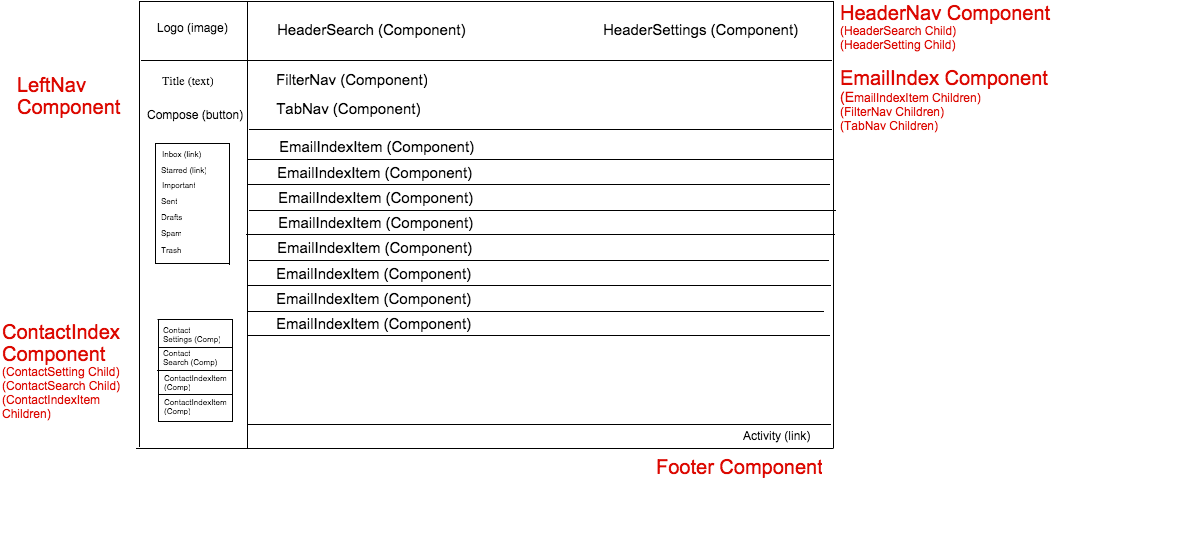 Logo (image)
HeaderSearch (Component)
HeaderSettings (Component)
HeaderNav Component
(HeaderSearch Child)
(HeaderSetting Child)
LeftNav
Component
Title (text)
Compose (button)
FilterNav (Component)
TabNav (Component)
EmailIndex Component
(EmailIndexItem Children)
(FilterNav Children)
(TabNav Children)
Inbox (link)
Starred (link)
Important
Sent
Drafts
Spam
Trash
EmailIndexItem (Component)
EmailIndexItem (Component)
EmailIndexItem (Component)
EmailIndexItem (Component)
EmailIndexItem (Component)
EmailIndexItem (Component)
EmailIndexItem (Component)
EmailIndexItem (Component)
ContactIndex
Component
(ContactSetting Child)
(ContactSearch Child)
(ContactIndexItem
Children)
Contact
Settings (Comp)
Contact
Search (Comp)
ContactIndexItem
(Comp)
ContactIndexItem
(Comp)
Activity (link)
Footer Component